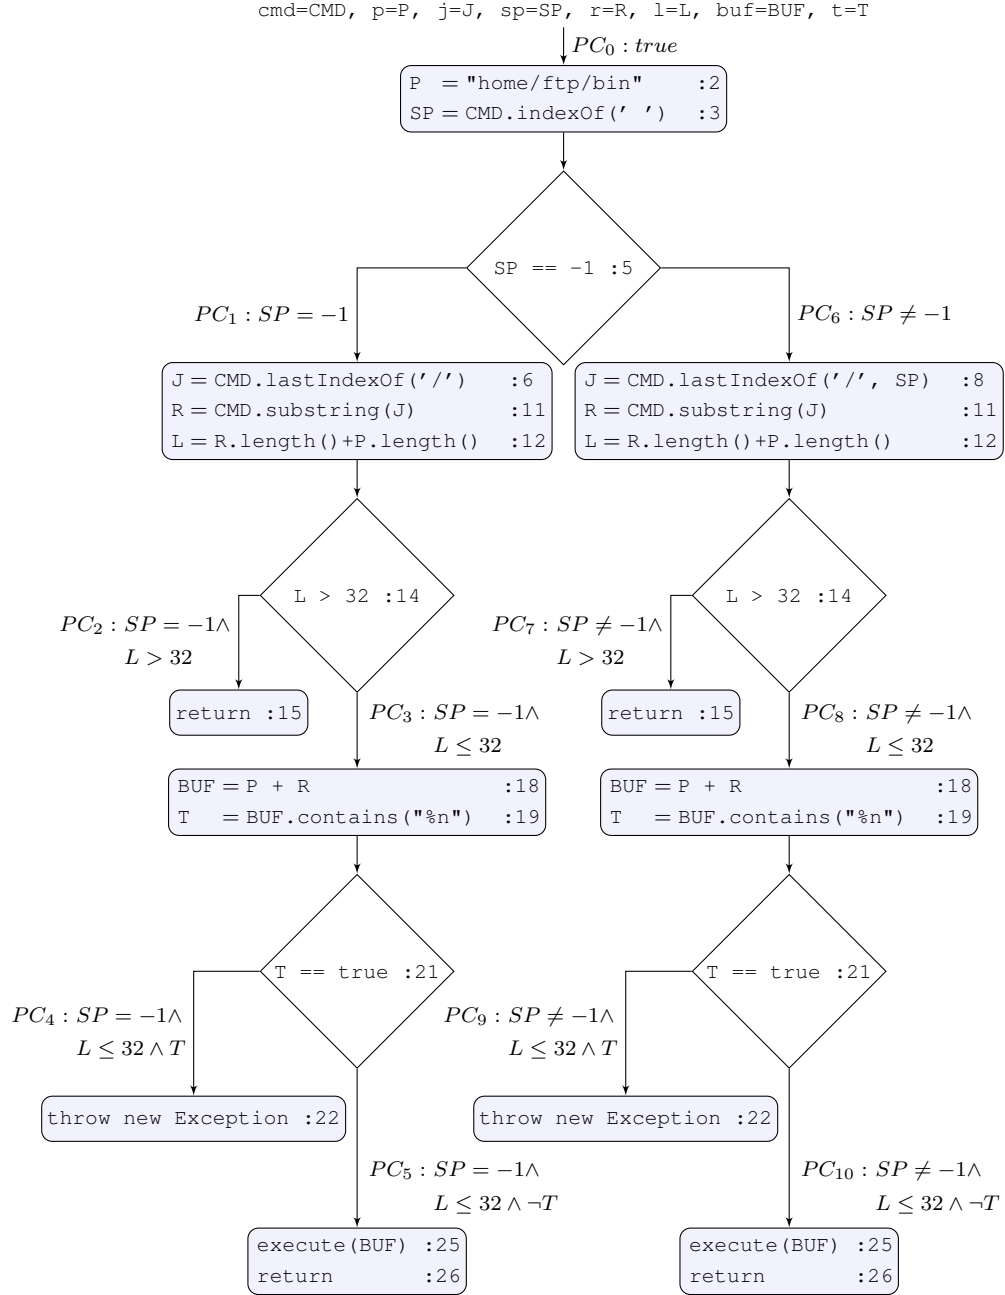 cmd=CMD, p=P, j=J, sp=SP, r=R, l=L, buf=BUF, t=T
PC₀ : true
P = "home/ftp/bin" :2
SP = CMD.indexOf(' ') :3
SP == -1 :5
PC₁ : SP = −1
PC₆ : SP ≠ −1
J = CMD.lastIndexOf('/') :6
R = CMD.substring(J) :11
L = R.length()+P.length() :12
J = CMD.lastIndexOf('/', SP) :8
R = CMD.substring(J) :11
L = R.length()+P.length() :12
L > 32 :14
L > 32 :14
PC₂ : SP = −1∧
L > 32
PC₇ : SP ≠ −1∧
L > 32
return :15
PC₃ : SP = −1∧
L ≤ 32
return :15
PC₈ : SP ≠ −1∧
L ≤ 32
BUF = P + R :18
T = BUF.contains("%n") :19
BUF = P + R :18
T = BUF.contains("%n") :19
T == true :21
T == true :21
PC₄ : SP = −1∧
L ≤ 32 ∧ T
PC₉ : SP ≠ −1∧
L ≤ 32 ∧ T
throw new Exception :22
throw new Exception :22
PC₅ : SP = −1∧
L ≤ 32 ∧ ¬T
PC₁₀ : SP ≠ −1∧
L ≤ 32 ∧ ¬T
execute(BUF) :25
return :26
execute(BUF) :25
return :26